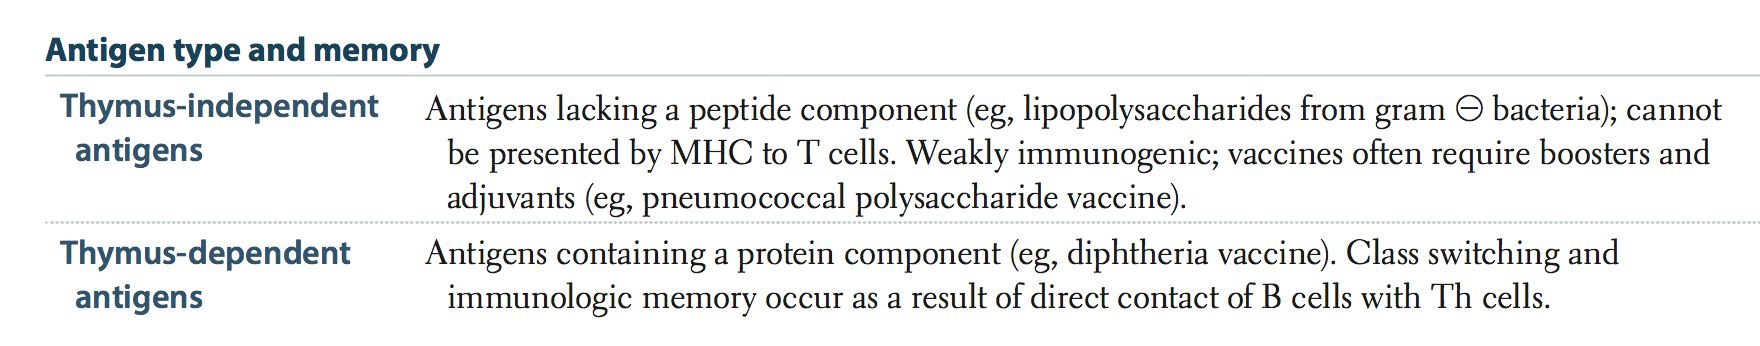 Antigen type and memory
Thymus-independent antigens
Antigens lacking a peptide component (eg, lipopolysaccharides from gram ⊖ bacteria); cannot
be presented by MHC to T cells. Weakly immunogenic; vaccines often require boosters and
adjuvants (eg, pneumococcal polysaccharide vaccine).
Thymus-dependent antigens
Antigens containing a protein component (eg, diphtheria vaccine). Class switching and
immunologic memory occur as a result of direct contact of B cells with Th cells.